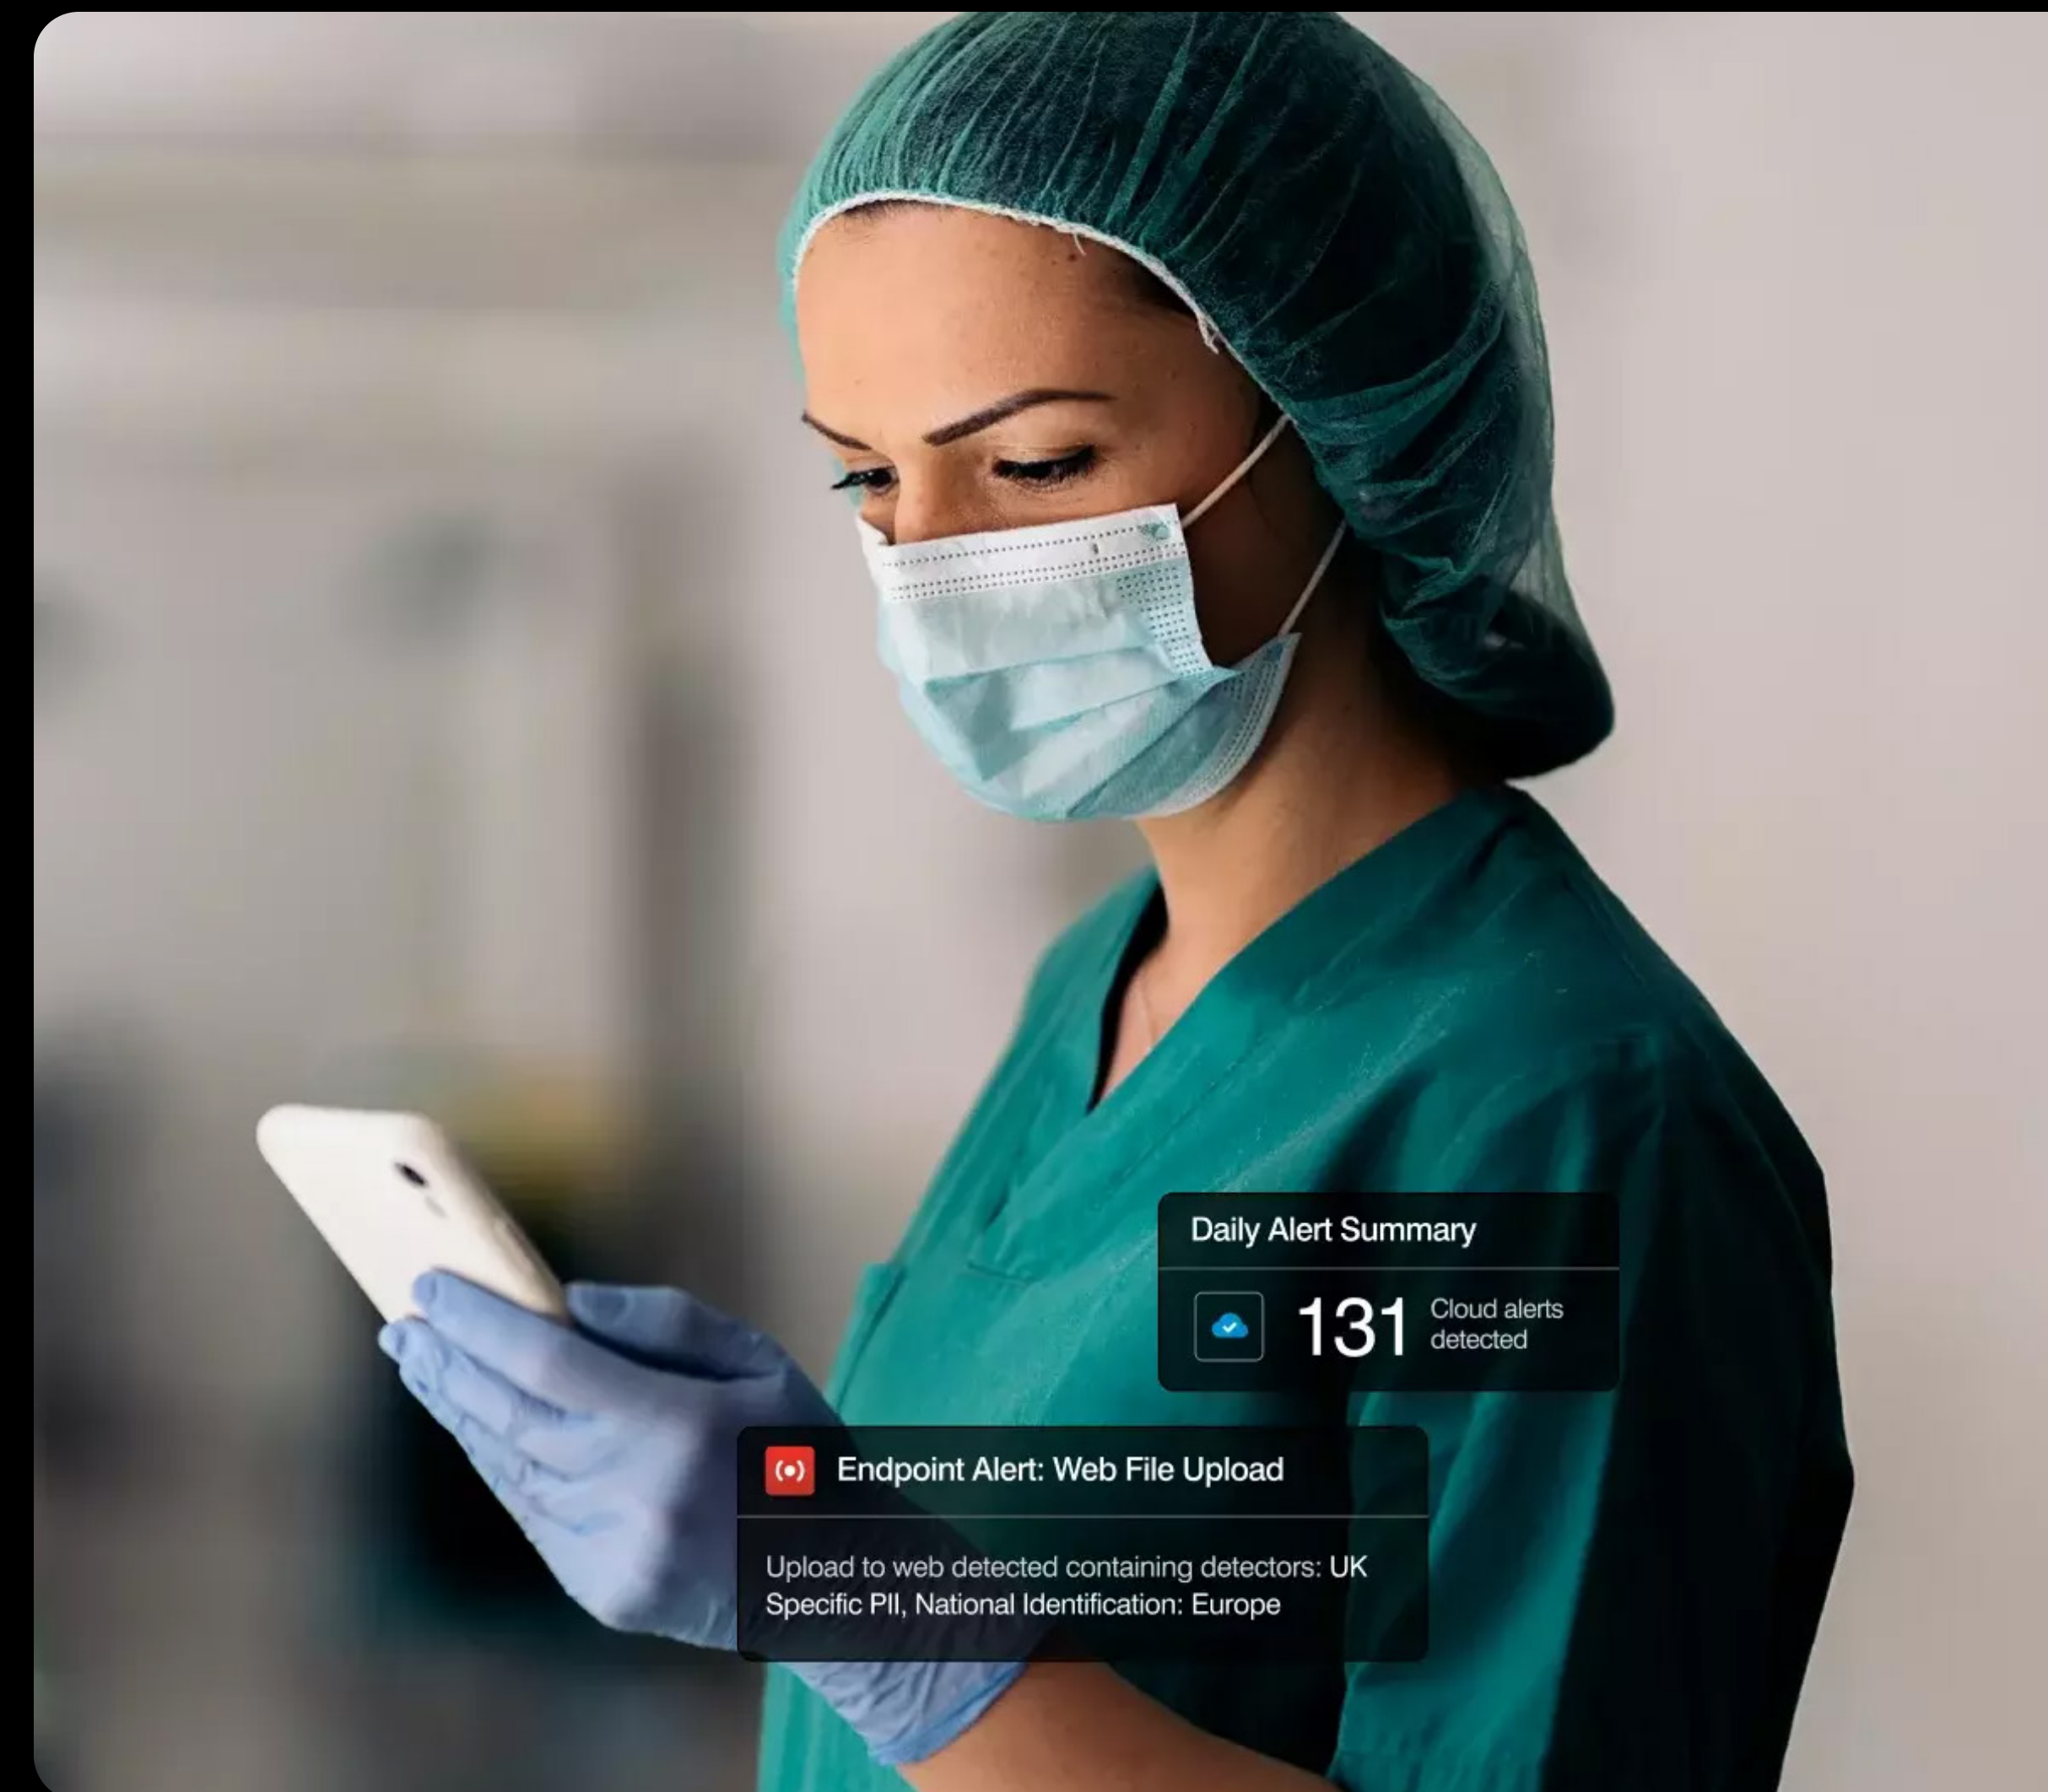 Daily Alert Summary
131
Cloud alerts
detected
Endpoint Alert: Web File Upload
Upload to web detected containing detectors: UK
Specific PII, National Identification: Europe